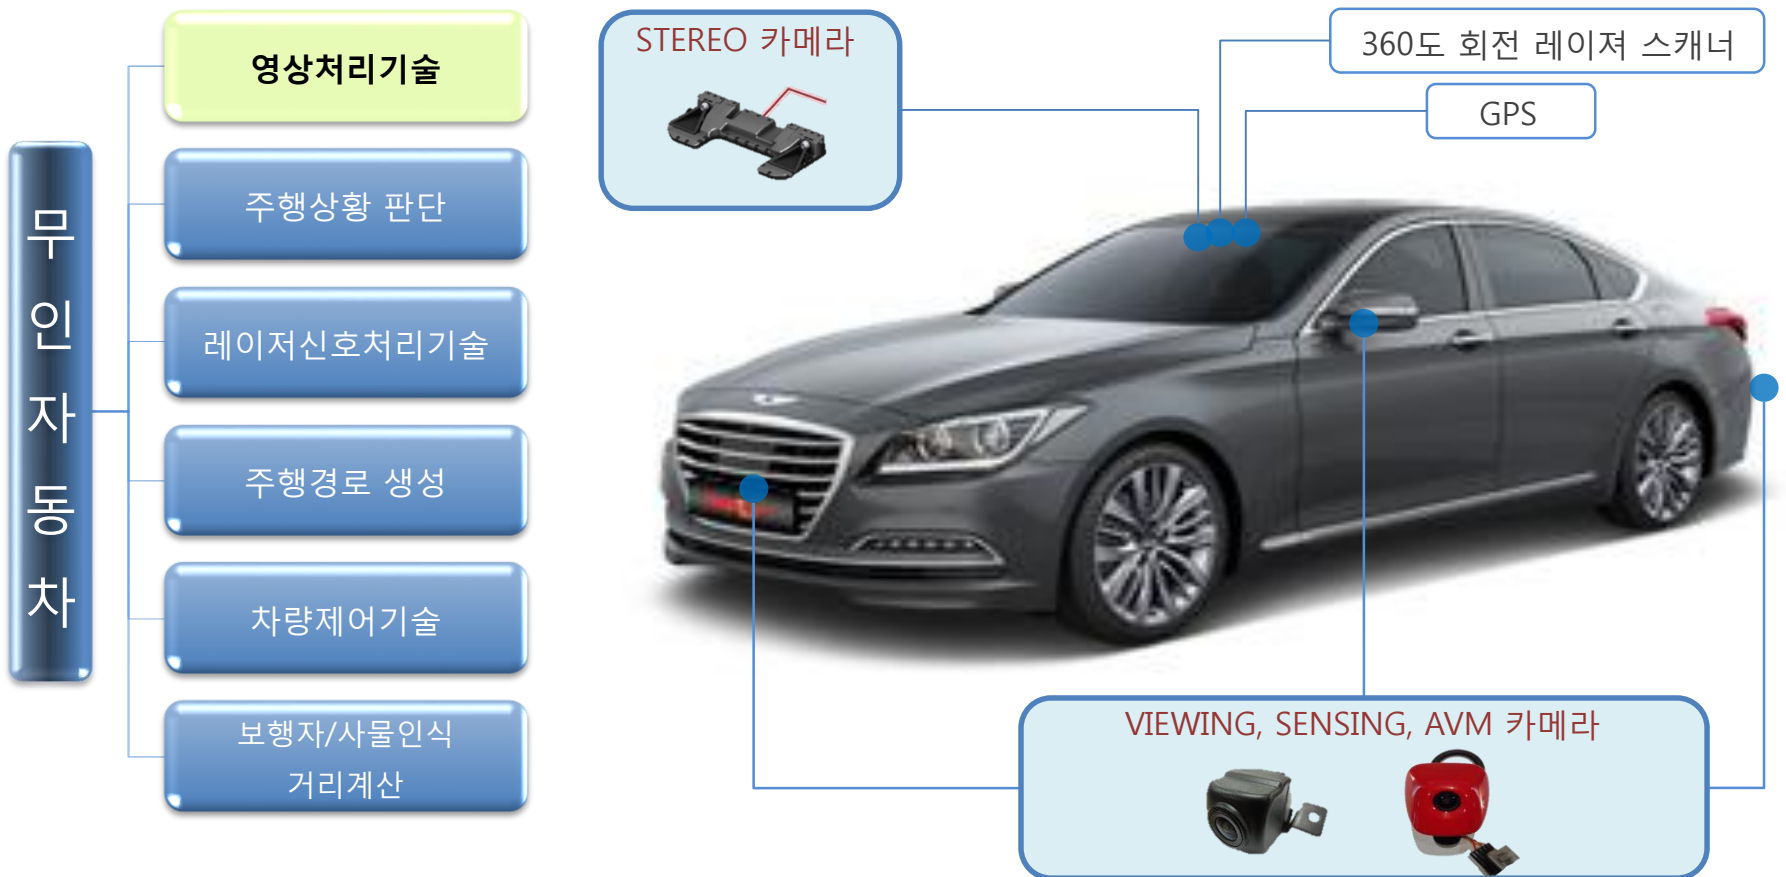 무
인
자
동
차
영상처리기술
주행상황 판단
레이저신호처리기술
주행경로 생성
차량제어기술
보행자/사물인식
거리계산
STEREO 카메라
360도 회전 레이져 스캐너
GPS
VIEWING, SENSING, AVM 카메라